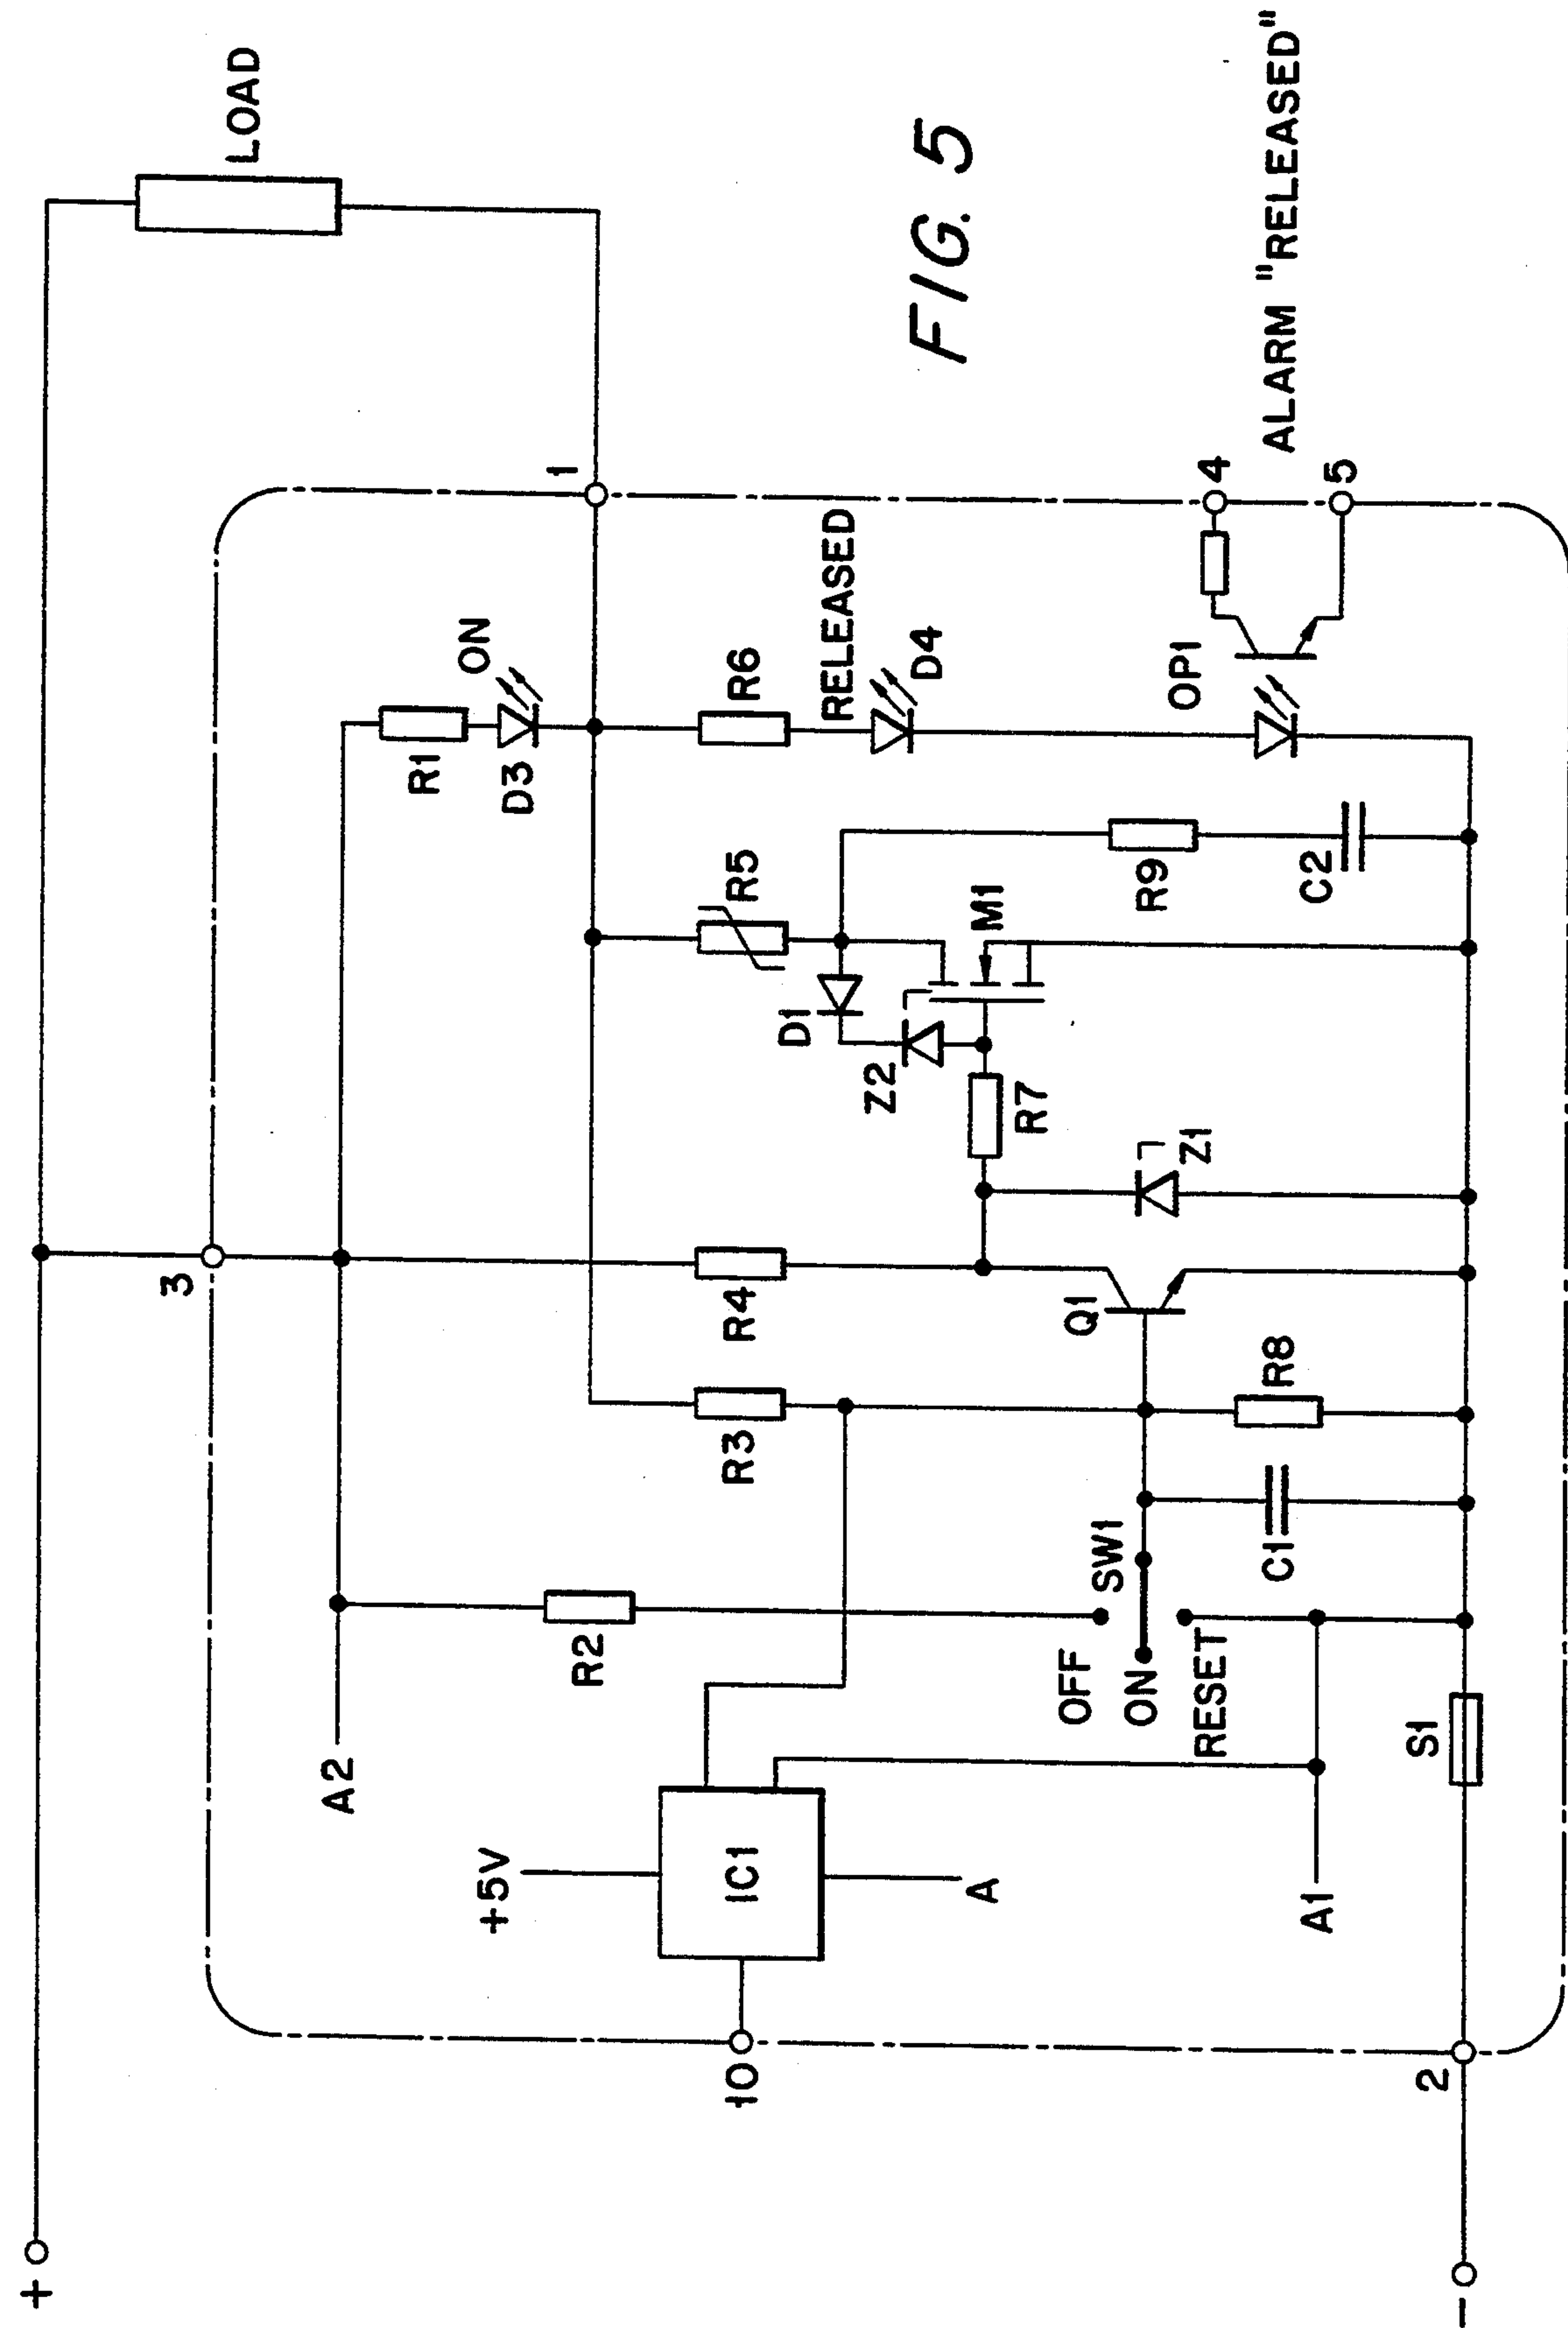 +
LOAD
3
A2
R1
ON
D3
1
R2
R3
R4
R5
R6
RELEASED
D4
+5V
IC1
10
A
D1
Z2
M1
R7
R9
C2
FIG. 5
OFF
ON
RESET
SW1
Q1
Z1
OP1
4
5
ALARM "RELEASED"
C1
R8
A1
S1
2
-